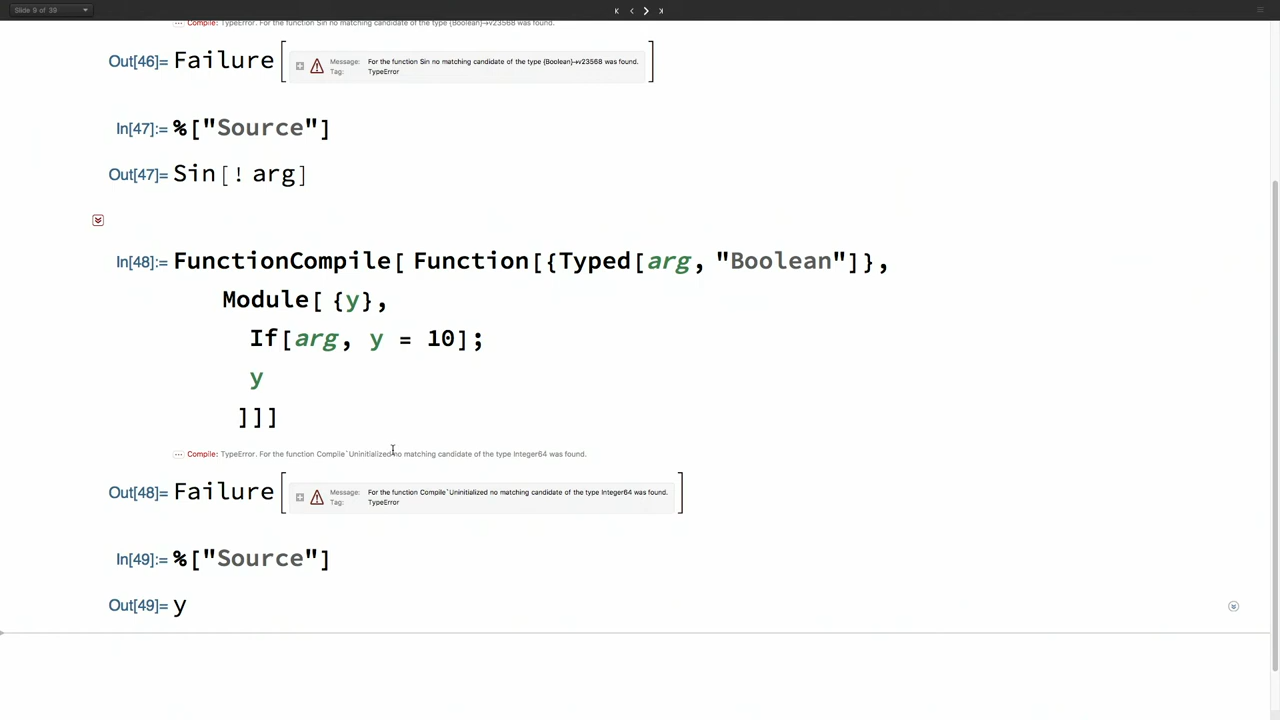 Slide 9 of 39
Compile: TypeError. For the function Sin no matching candidate of the type {Boolean}→v23568 was found.
Out[46]= Failure[ Message: For the function Sin no matching candidate of the type {Boolean}→v23568 was found.
Tag: TypeError ]
In[47]:= %["Source"]
Out[47]= Sin[! arg]
In[48]:= FunctionCompile[ Function[{Typed[arg, "Boolean"]},
Module[ {y},
If[arg, y = 10];
y
]]]
Compile: TypeError. For the function Compile`Uninitialized no matching candidate of the type Integer64 was found.
Out[48]= Failure[ Message: For the function Compile`Uninitialized no matching candidate of the type Integer64 was found.
Tag: TypeError ]
In[49]:= %["Source"]
Out[49]= y